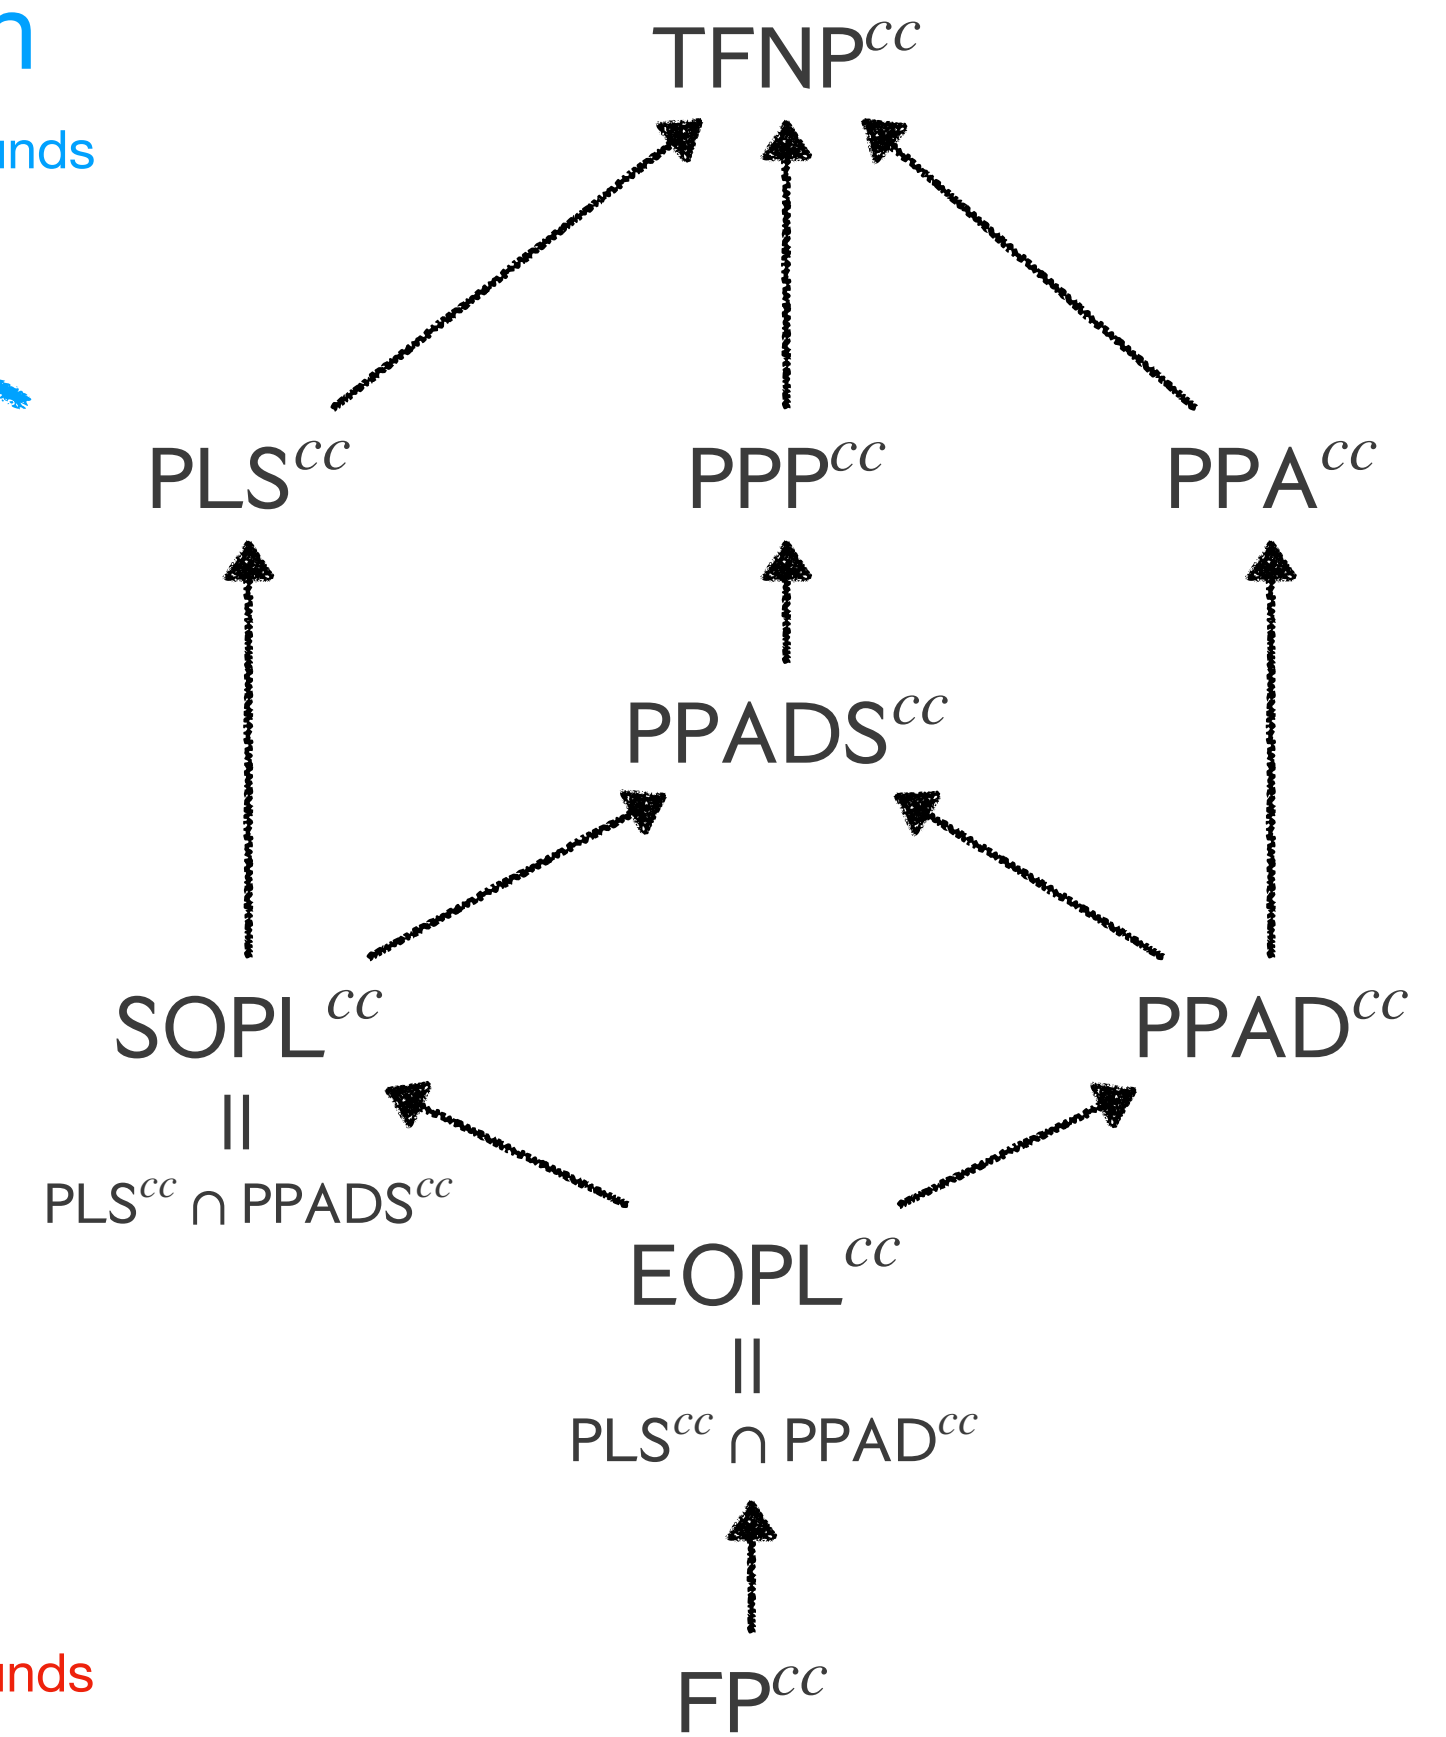 TFNP^cc
PLS^cc PPP^cc PPA^cc
PPADS^cc
SOPL^cc PPAD^cc
=
PLS^cc ∩ PPADS^cc
EOPL^cc
=
PLS^cc ∩ PPAD^cc
FP^cc